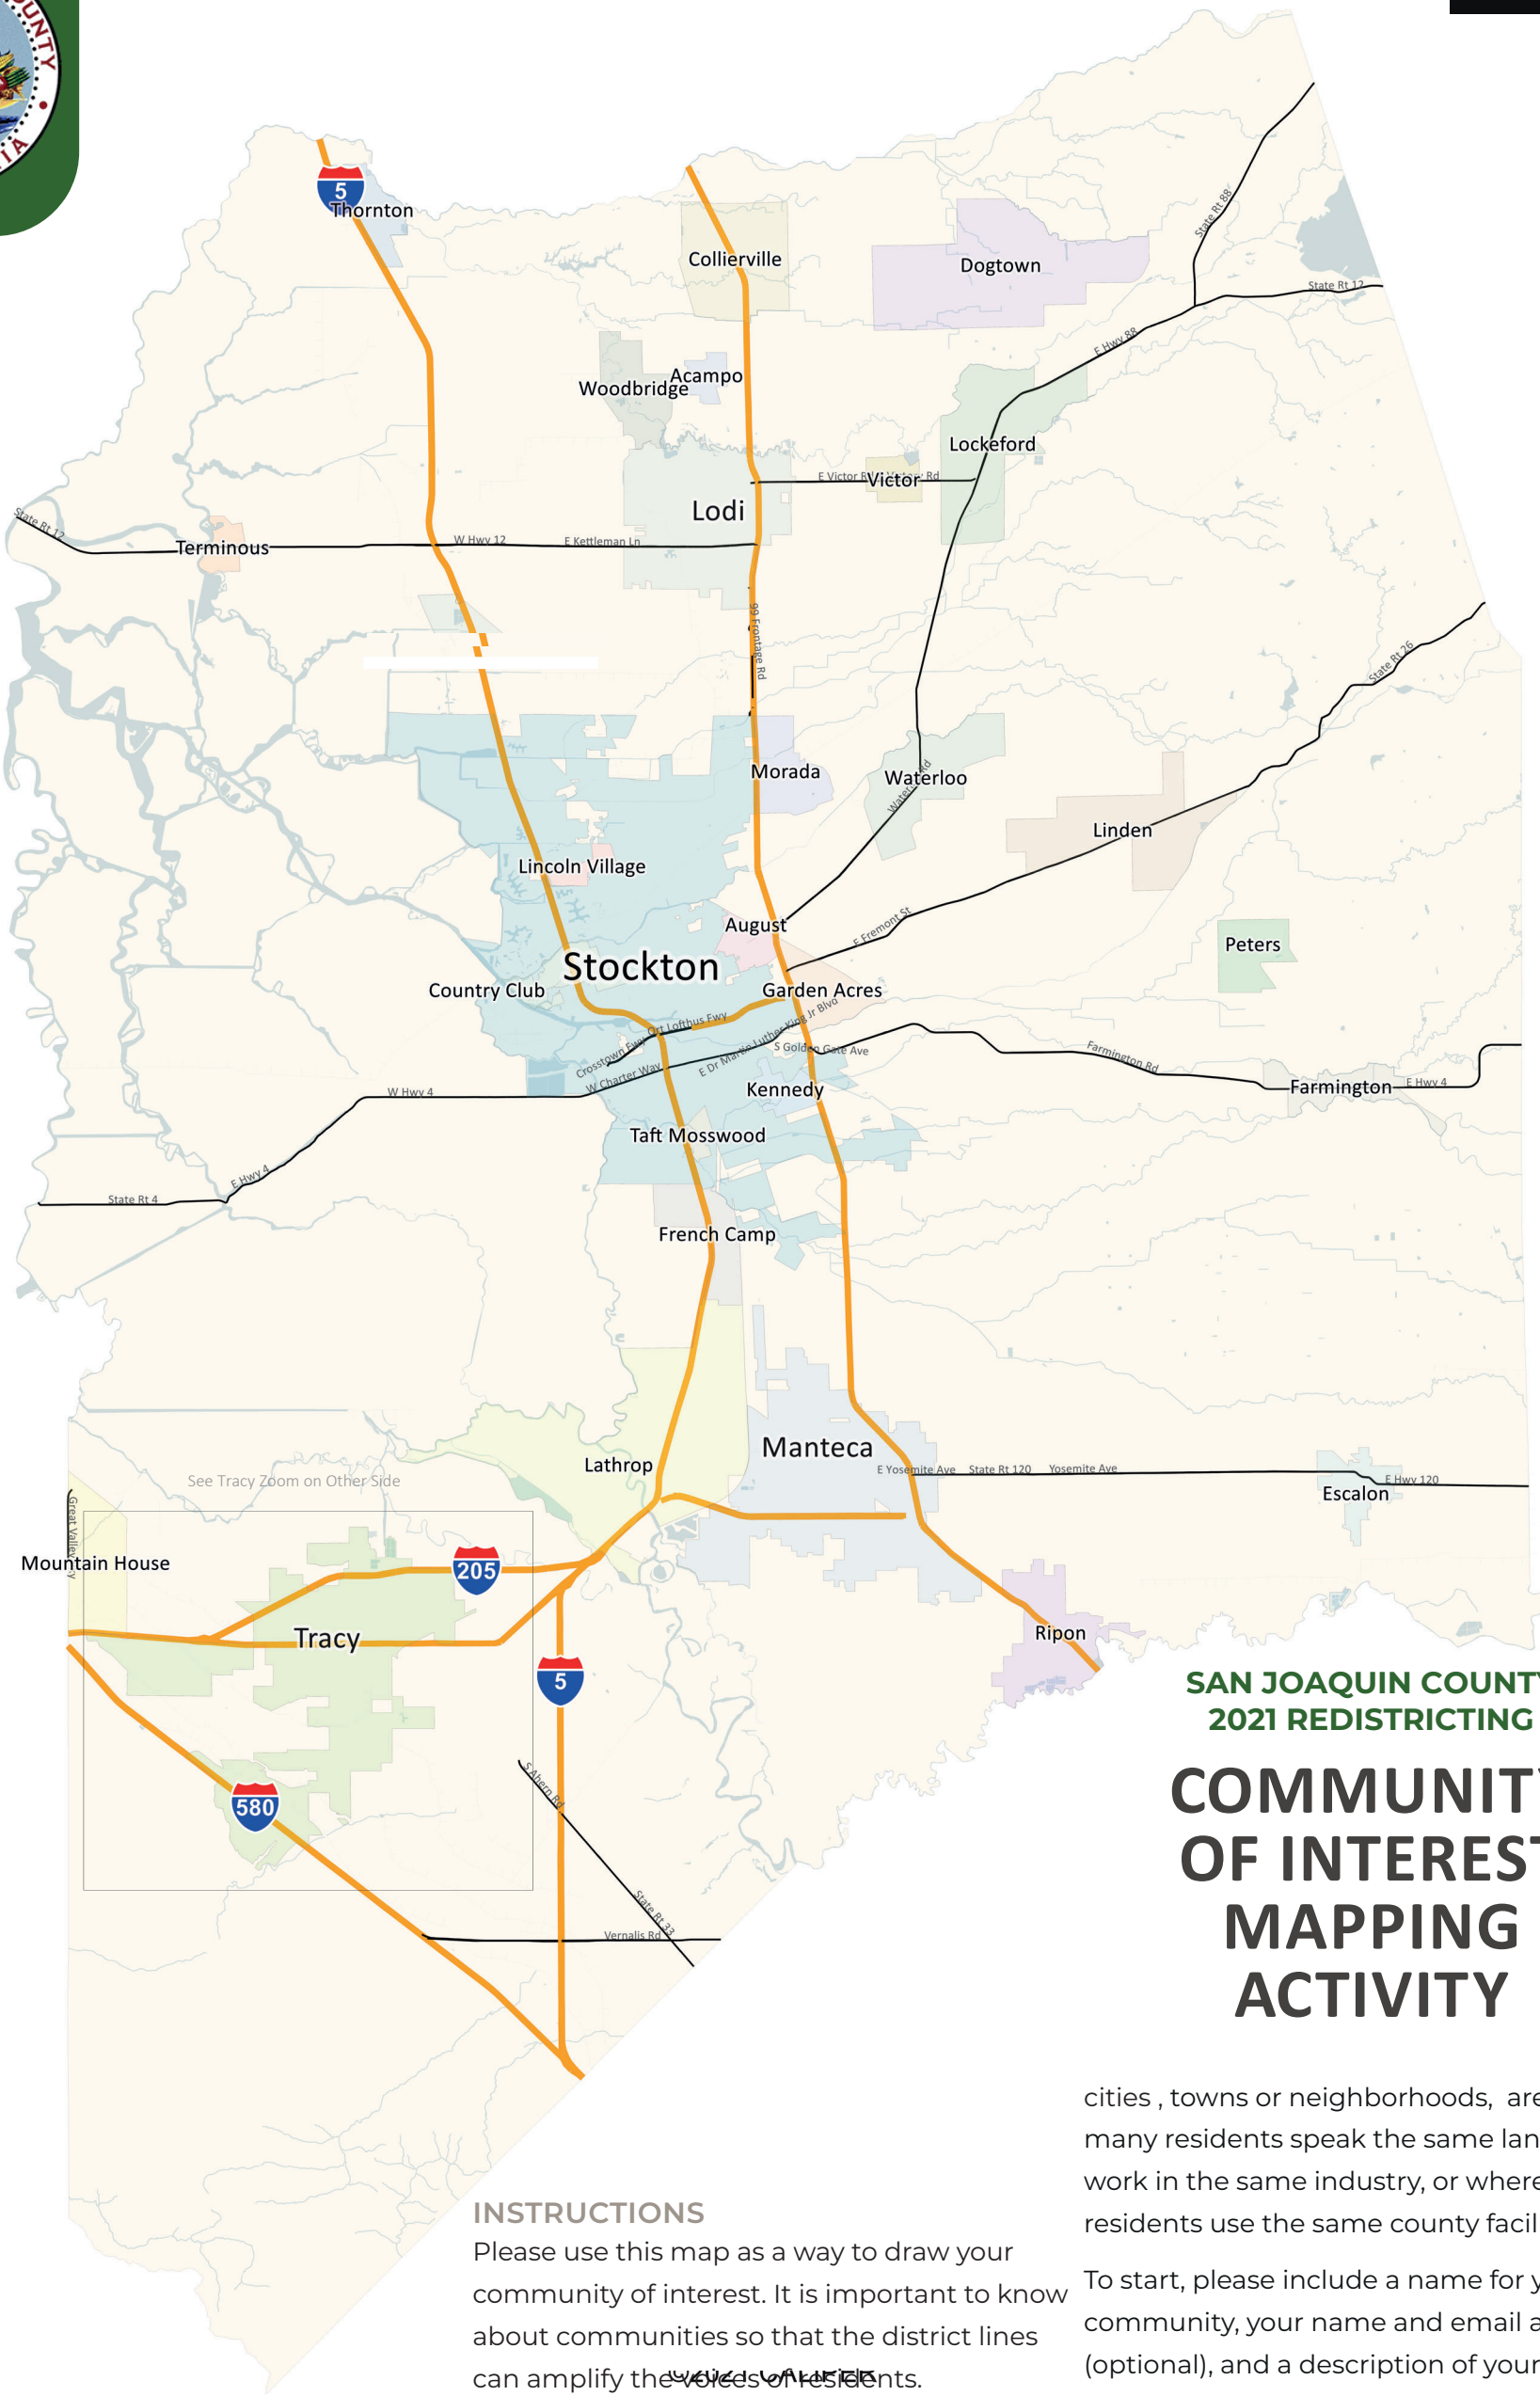 OUNTY
IA
5
Thornton
Collierville
Dogtown
State Rt 88
State Rt 12
E Hwy 88
Acampo
Woodbridge
Lockeford
E Victor Rd
Victor
Rd
Lodi
State Rt 12
Terminous
W Hwy 12
E Kettleman Ln
99 Frontage Rd
State Rt 26
Morada
Waterloo
Linden
Lincoln Village
August
E Fremont St
Peters
Stockton
Country Club
Garden Acres
Ort Lofthus Fwy
Crosstown Fwy
E Dr Martin Luther King Jr Blvd
S Golden Gate Ave
W Charter Way
Farmington Rd
Kennedy
Farmington
E Hwy 4
W Hwy 4
Taft Mosswood
E Hwy 4
State Rt 4
French Camp
Manteca
Lathrop
E Yosemite Ave
State Rt 120
Yosemite Ave
E Hwy 120
Escalon
See Tracy Zoom on Other Side
Mountain House
205
Tracy
Ripon
5
580
S Ahern Rd
State Rt 33
Vernalis Rd
SAN JOAQUIN COUNTY
2021 REDISTRICTING
COMMUNITY
OF INTEREST
MAPPING
ACTIVITY
INSTRUCTIONS
Please use this map as a way to draw your
community of interest. It is important to know
about communities so that the district lines
can amplify the voices of residents.
cities , towns or neighborhoods, are
many residents speak the same lan
work in the same industry, or where
residents use the same county facil
To start, please include a name for y
community, your name and email a
(optional), and a description of your